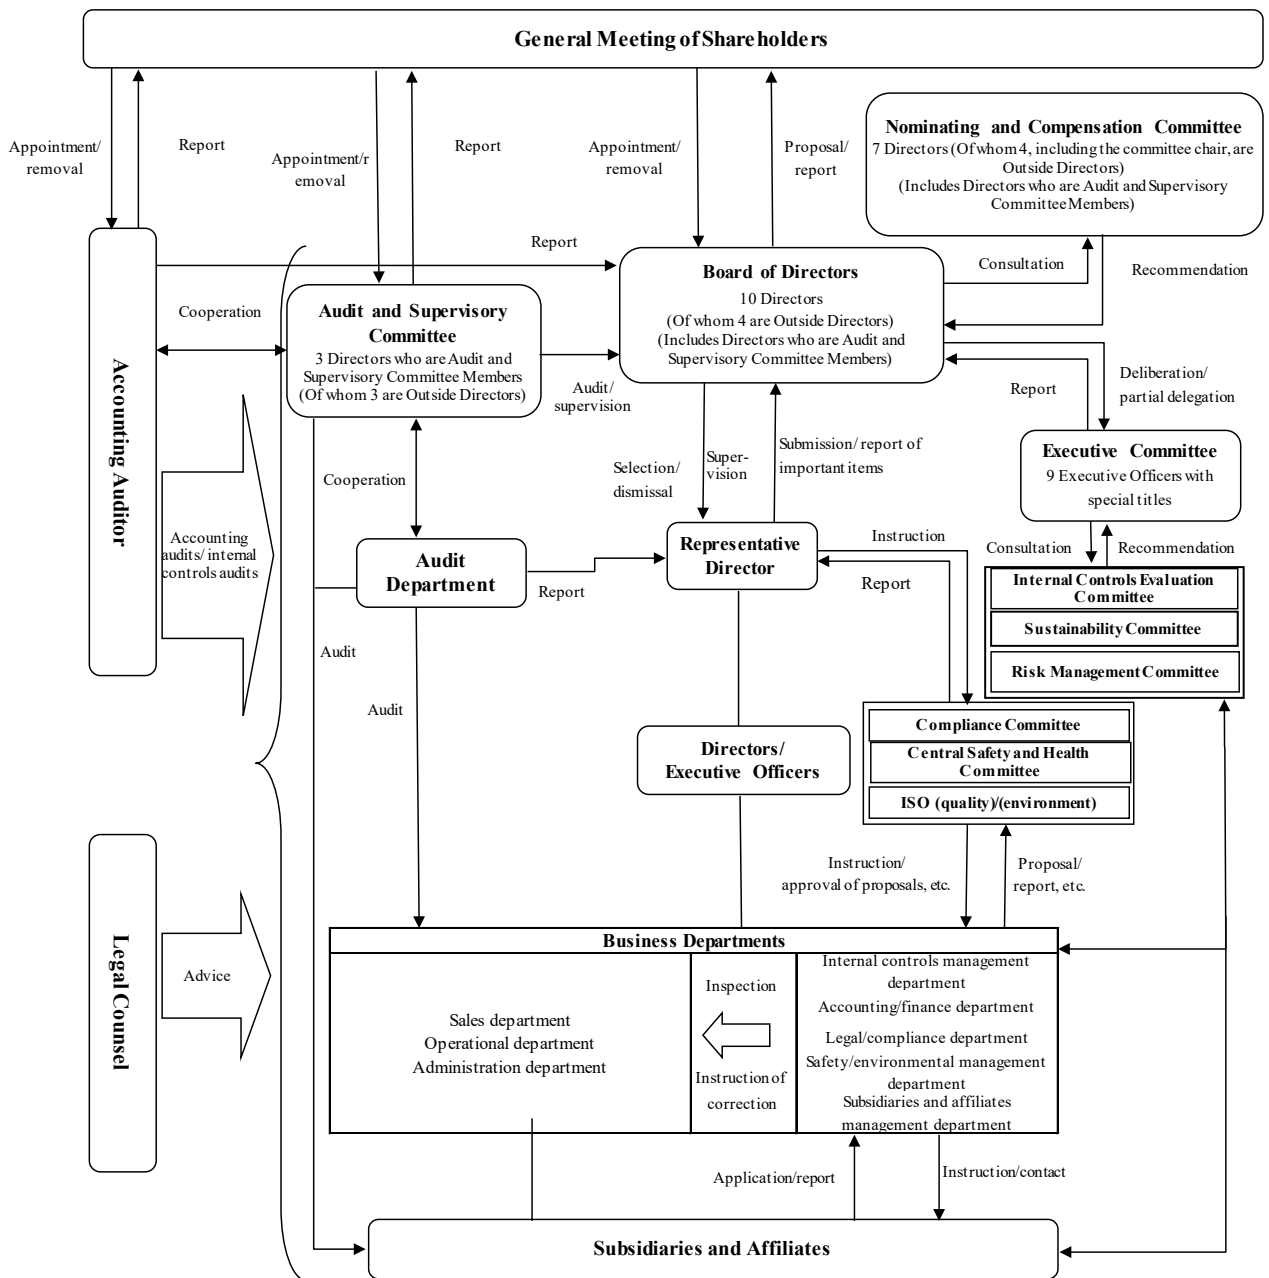 General Meeting of Shareholders
Appointment/
removal
Report
Appointment/r
emoval
Report
Appointment/
removal
Proposal/
report
Nominating and Compensation Committee
7 Directors (Of whom 4, including the committee chair, are
Outside Directors)
(Includes Directors who are Audit and Supervisory
Committee Members)
Accounting Auditor
Report
Cooperation
Audit and Supervisory
Committee
3 Directors who are Audit and
Supervisory Committee Members
(Of whom 3 are Outside Directors)
Audit/
supervision
Board of Directors
10 Directors
(Of whom 4 are Outside Directors)
(Includes Directors who are Audit and
Supervisory Committee Members)
Consultation
Recommendation
Report
Deliberation/
partial delegation
Executive Committee
9 Executive Officers with
special titles
Cooperation
Selection/
dismissal
Super-
vision
Submission/ report of
important items
Accounting
audits/ internal
controls audits
Audit
Department
Report
Representative
Director
Instruction
Report
Consultation
Recommendation
Internal Controls Evaluation
Committee
Sustainability Committee
Risk Management Committee
Audit
Audit
Directors/
Executive Officers
Compliance Committee
Central Safety and Health
Committee
ISO (quality)/(environment)
Instruction/
approval of proposals, etc.
Proposal/
report, etc.
Legal Counsel
Advice
Business Departments
Sales department
Operational department
Administration department
Inspection
Instruction of
correction
Internal controls management
department
Accounting/finance department
Legal/compliance department
Safety/environmental management
department
Subsidiaries and affiliates
management department
Application/report
Instruction/contact
Subsidiaries and Affiliates